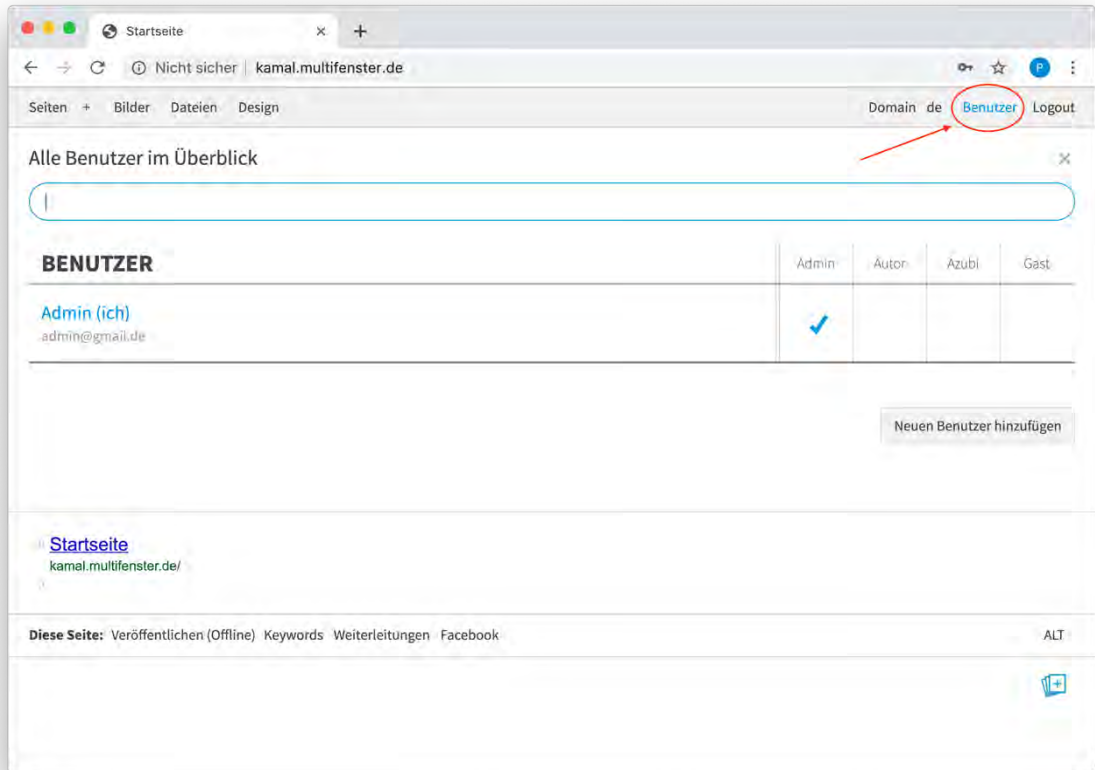 Startseite
Nicht sicher | kamal.multifenster.de
P
Seiten + Bilder Dateien Design Domain de Benutzer Logout
Alle Benutzer im Überblick
BENUTZER Admin Autor Azubi Gast
Admin (ich)
admin@gmail.de
Neuen Benutzer hinzufügen
Startseite
kamal.multifenster.de/
Diese Seite: Veröffentlichen (Offline) Keywords Weiterleitungen Facebook ALT